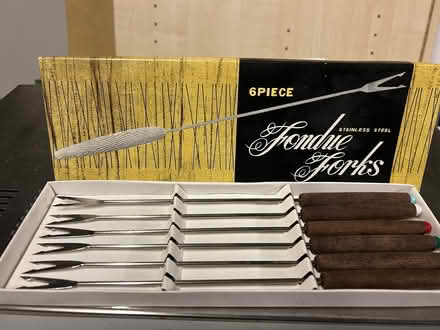 6PIECE
STAINLESS STEEL
Fondue
Forks